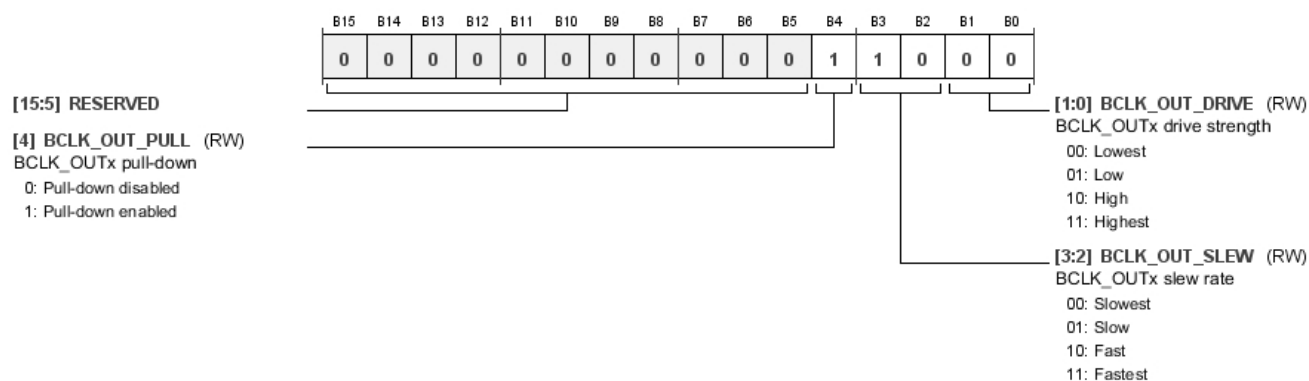 B15 B14 B13 B12 B11 B10 B9 B8 B7 B6 B5 B4 B3 B2 B1 B0
0 0 0 0 0 0 0 0 0 0 0 1 1 0 0 0
[15:5] RESERVED
[4] BCLK_OUT_PULL (RW)
BCLK_OUTx pull-down
0: Pull-down disabled
1: Pull-down enabled
[1:0] BCLK_OUT_DRIVE (RW)
BCLK_OUTx drive strength
00: Lowest
01: Low
10: High
11: Highest
[3:2] BCLK_OUT_SLEW (RW)
BCLK_OUTx slew rate
00: Slowest
01: Slow
10: Fast
11: Fastest